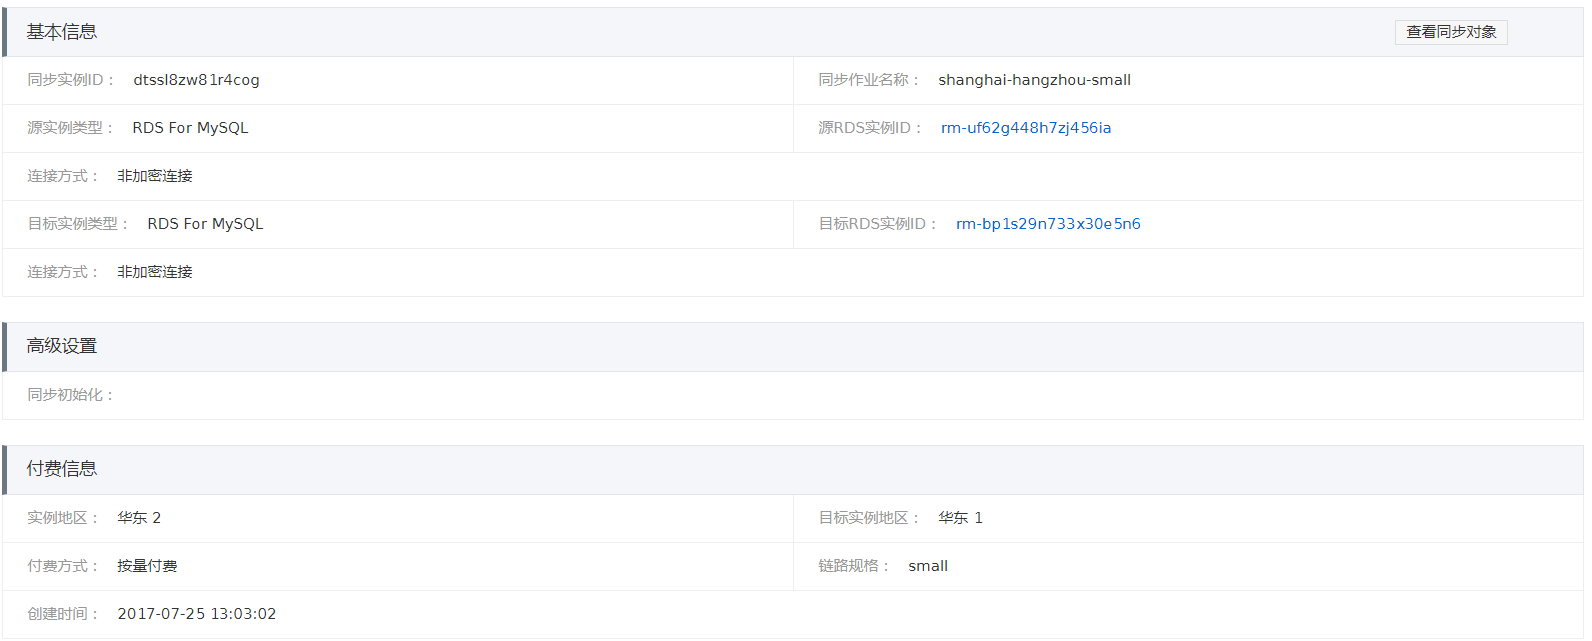 基本信息 查看同步对象
同步实例ID： dtssl8zw81r4cog 同步作业名称： shanghai-hangzhou-small
源实例类型： RDS For MySQL 源RDS实例ID： rm-uf62g448h7zj456ia
连接方式： 非加密连接
目标实例类型： RDS For MySQL 目标RDS实例ID： rm-bp1s29n733x30e5n6
连接方式： 非加密连接
高级设置
同步初始化：
付费信息
实例地区： 华东 2 目标实例地区： 华东 1
付费方式： 按量付费 链路规格： small
创建时间： 2017-07-25 13:03:02